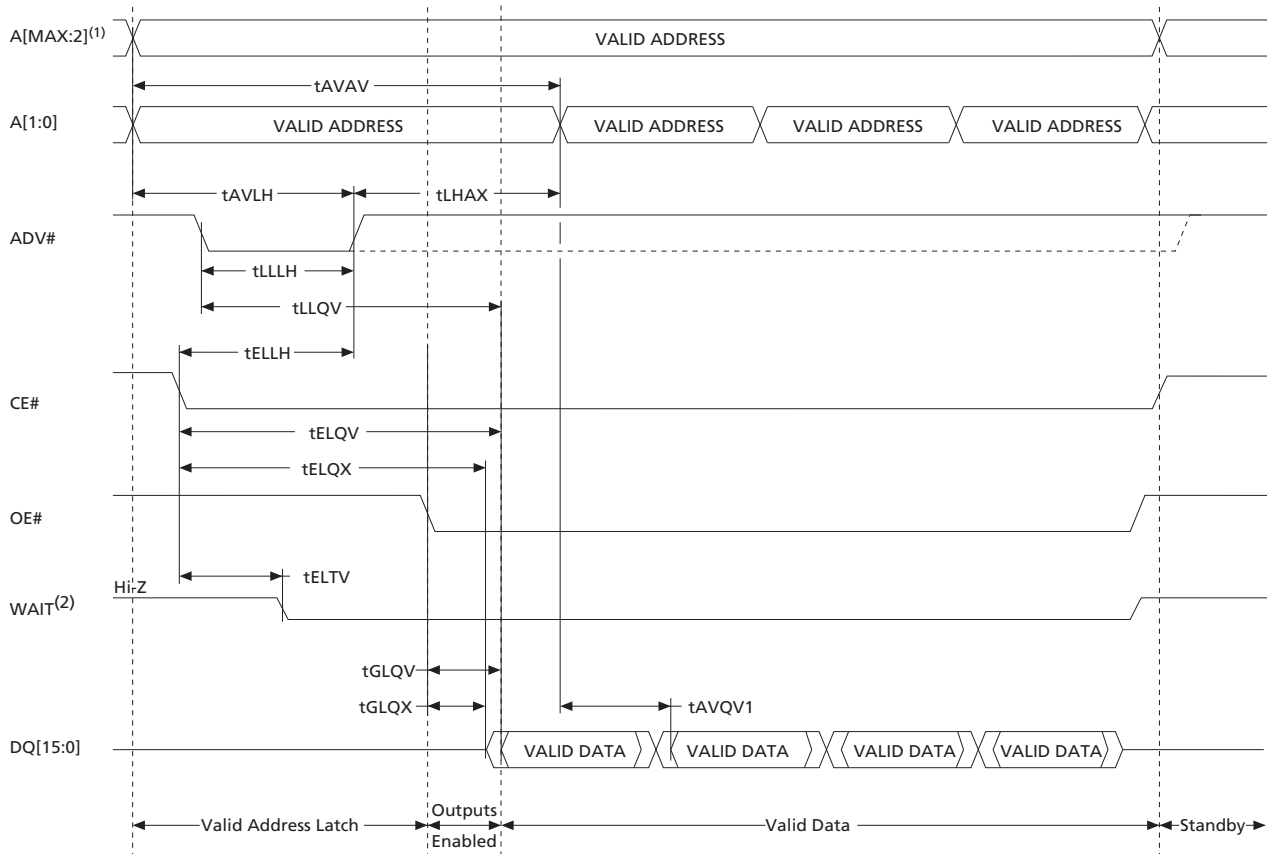 A[MAX:2](1)
VALID ADDRESS
tAVAV
A[1:0]
VALID ADDRESS VALID ADDRESS VALID ADDRESS VALID ADDRESS
tAVLH tLHAX
ADV#
tLLLH
tLLQV
tELLH
CE#
tELQV
tELQX
OE#
tELTV
Hi-Z
WAIT(2)
tGLQV
tGLQX tAVQV1
DQ[15:0] VALID DATA VALID DATA VALID DATA VALID DATA
Valid Address Latch Outputs Enabled Valid Data Standby